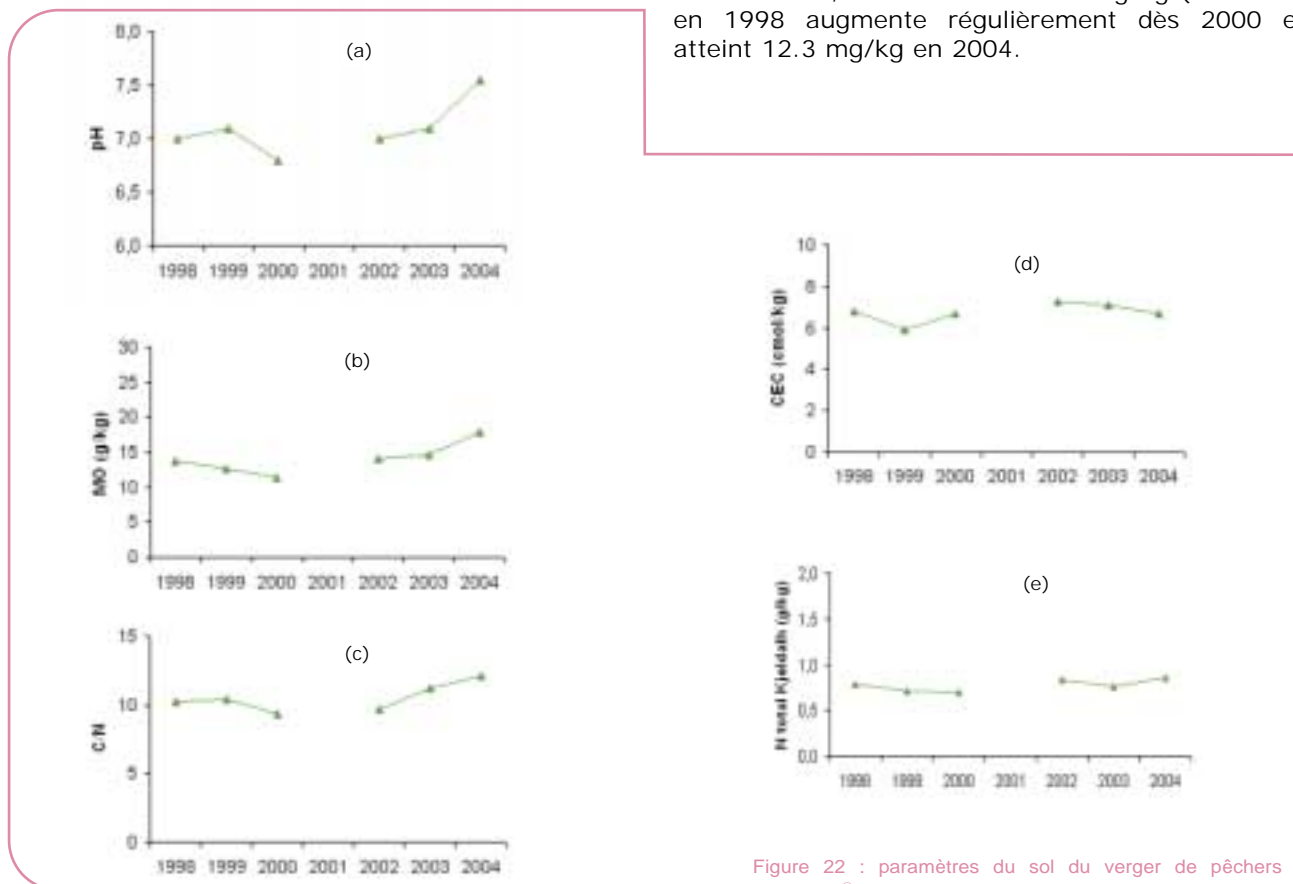 en 1998 augmente régulièrement dès 2000
atteint 12.3 mg/kg en 2004.
(a)
pH
8,0
7,5
7,0
6,5
6,0
1998 1999 2000 2001 2002 2003 2004
(b)
MO (g/kg)
30
25
20
15
10
5
0
1998 1999 2000 2001 2002 2003 2004
(c)
C/N
15
10
5
0
1998 1999 2000 2001 2002 2003 2004
(d)
CEC (cmol/kg)
10
8
6
4
2
0
1998 1999 2000 2001 2002 2003 2004
(e)
N total Kjeldalh (g/kg)
2,0
1,5
1,0
0,5
0,0
1998 1999 2000 2001 2002 2003 2004
Figure 22 : paramètres du sol du verger de pêchers